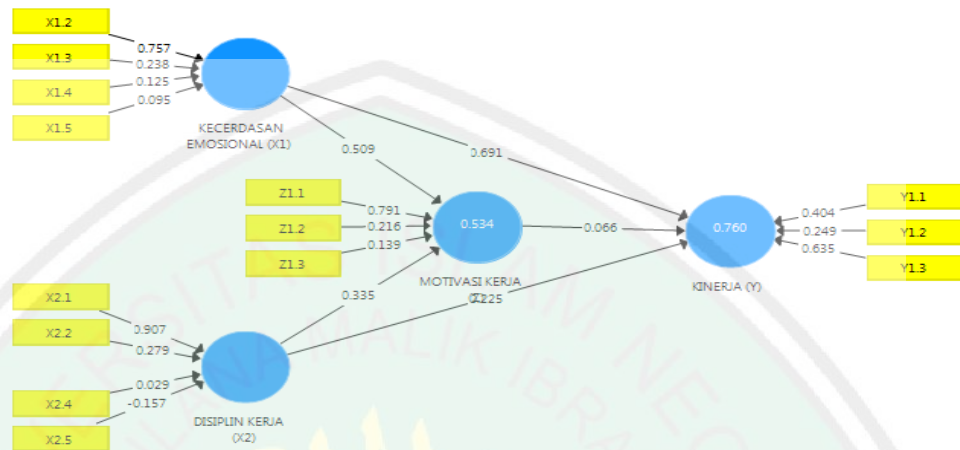 X1.2
0.757
X1.3
0.238
X1.4
0.125
X1.5
0.095
KECERDASAN
EMOSIONAL (X1)
0.509
0.691
Z1.1
0.791
Z1.2
0.216
Z1.3
0.139
0.534
MOTIVASI KERJA
0.066
0.760
KINERJA (Y)
0.404
Y1.1
0.249
Y1.2
0.635
Y1.3
0.335
0.225
X2.1
0.907
X2.2
0.279
X2.4
0.029
X2.5
-0.157
DISIPLIN KERJA
(X2)
MALIK IBRA